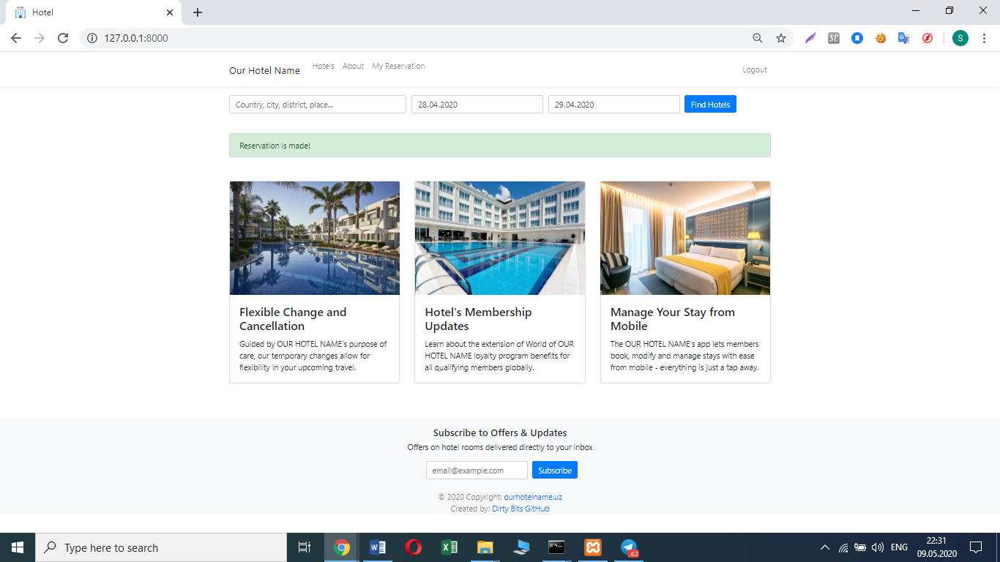 Hotel
127.0.0.1:8000
S
Our Hotel Name Hotels About My Reservation Logout
Country, city, district, place... 28.04.2020 29.04.2020 Find Hotels
Reservation is made!
Flexible Change and
Cancellation
Guided by OUR HOTEL NAME's purpose of
care, our temporary changes allow for
flexibility in your upcoming travel.
Hotel's Membership
Updates
Learn about the extension of World of OUR
HOTEL NAME loyalty program benefits for
all qualifying members globally.
Manage Your Stay from
Mobile
The OUR HOTEL NAME's app lets members
book, modify and manage stays with ease
from mobile - everything is just a tap away.
Subscribe to Offers & Updates
Offers on hotel rooms delivered directly to your inbox
email@example.com Subscribe
© 2020 Copyright: ourhotelname.uz
Created by: Dirty Bits GitHub
Type here to search
.62
ENG
22:31
09.05.2020